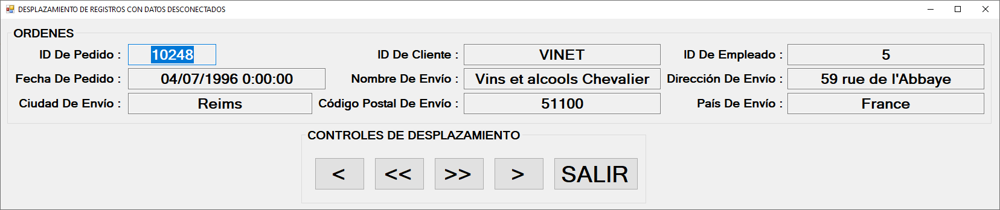 DESPLAZAMIENTO DE REGISTROS CON DATOS DESCONECTADOS
ORDENES
ID De Pedido : 10248 ID De Cliente : VINET ID De Empleado : 5
Fecha De Pedido : 04/07/1996 0:00:00 Nombre De Envío : Vins et alcools Chevalier Dirección De Envío : 59 rue de l'Abbaye
Ciudad De Envío : Reims Código Postal De Envío : 51100 País De Envío : France
CONTROLES DE DESPLAZAMIENTO
< << >> > SALIR